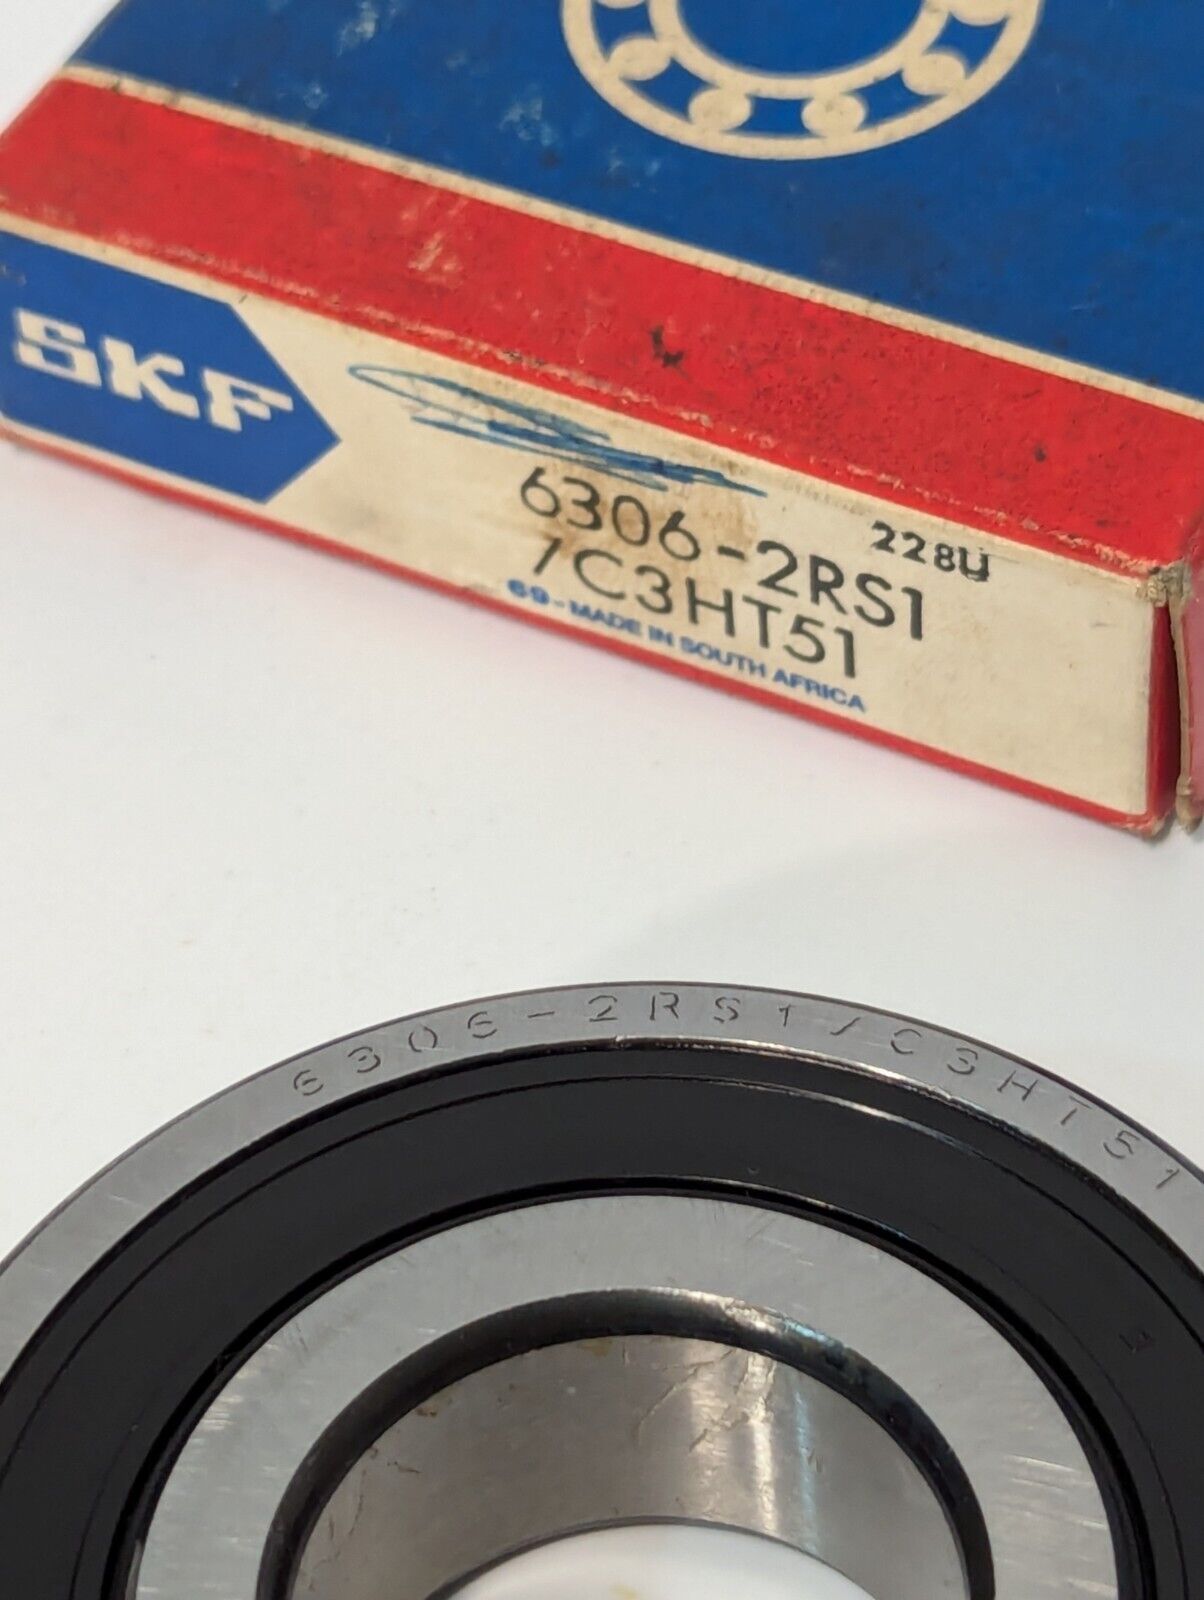 SKF
228U
6306-2RS1
/C3HT51
69-MADE IN SOUTH AFRICA
6306-2RS1/C3HT51